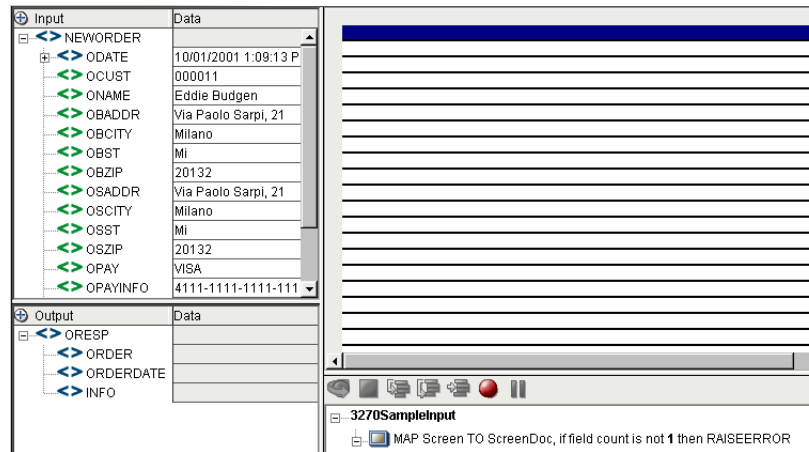 Input Data
NEWORDER
ODATE 10/01/2001 1:09:13 P
OCUST 000011
ONAME Eddie Budgen
OBADDR Via Paolo Sarpi, 21
OBCITY Milano
OBST Mi
OBZIP 20132
OSADDR Via Paolo Sarpi, 21
OSCITY Milano
OSST Mi
OSZIP 20132
OPAY VISA
OPAYINFO 4111-1111-1111-111
Output Data
ORESP
ORDER
ORDERDATE
INFO
3270SampleInput
MAP Screen TO ScreenDoc, if field count is not 1 then RAISEERROR